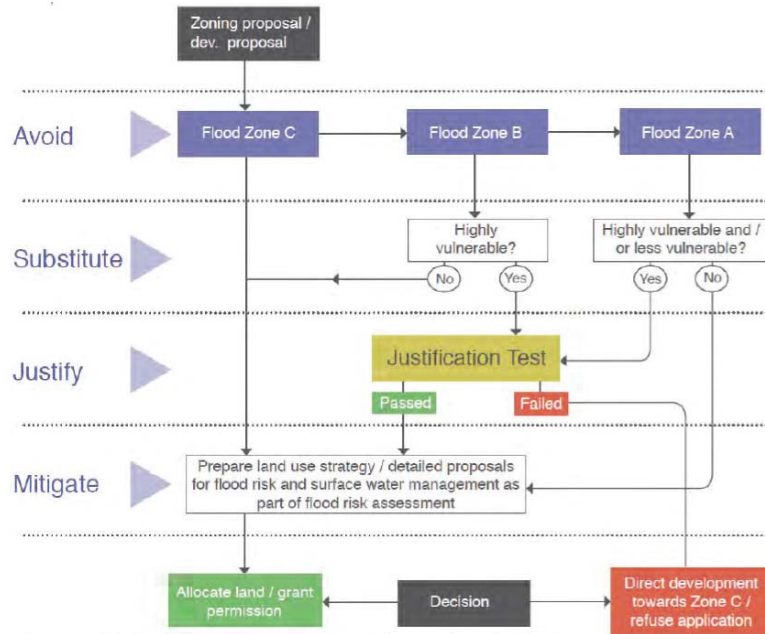 Zoning proposal /
dev. proposal
Avoid
Flood Zone C
Flood Zone B
Flood Zone A
Substitute
Highly
vulnerable?
No
Yes
Highly vulnerable and /
or less vulnerable?
Yes
No
Justify
Justification Test
Passed
Failed
Mitigate
Prepare land use strategy / detailed proposals
for flood risk and surface water management as
part of flood risk assessment
Allocate land / grant
permission
Decision
Direct development
towards Zone C /
refuse application